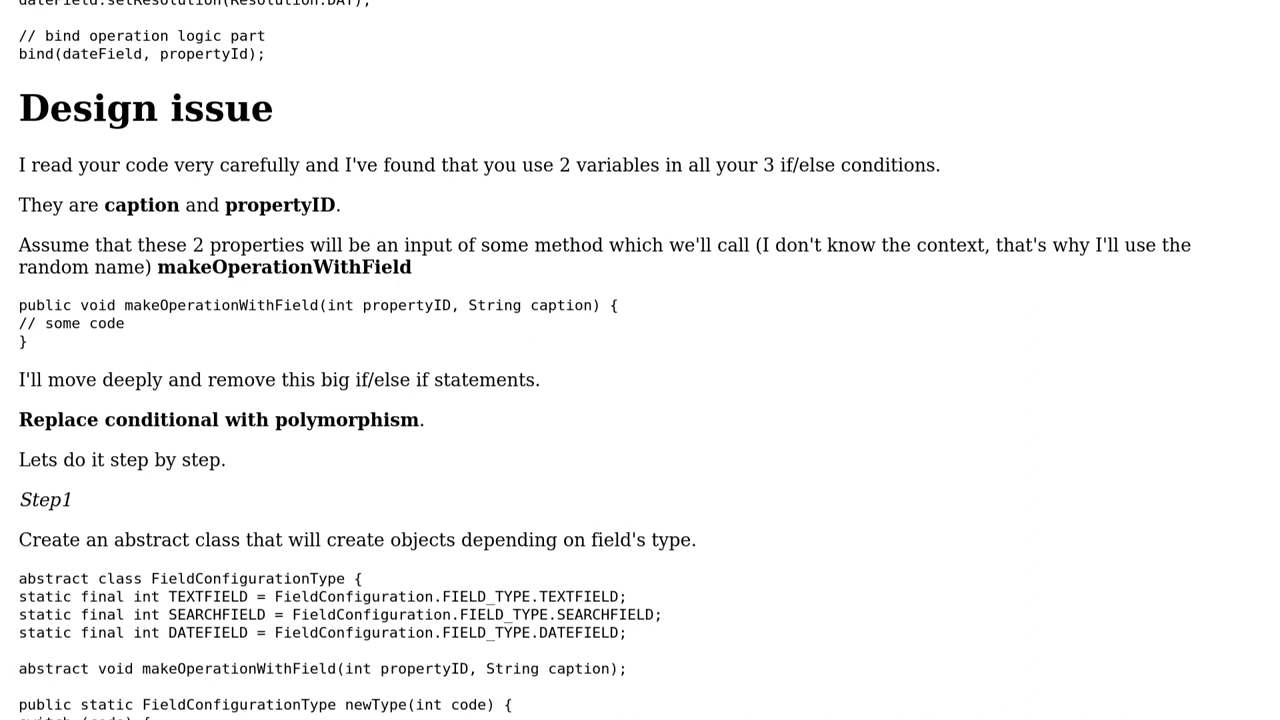 dateField.setResolution(Resolution.DAY);
// bind operation logic part
bind(dateField, propertyId);
Design issue
I read your code very carefully and I've found that you use 2 variables in all your 3 if/else conditions.
They are caption and propertyID.
Assume that these 2 properties will be an input of some method which we'll call (I don't know the context, that's why I'll use the
random name) makeOperationWithField
public void makeOperationWithField(int propertyID, String caption) {
// some code
}
I'll move deeply and remove this big if/else if statements.
Replace conditional with polymorphism.
Lets do it step by step.
Step1
Create an abstract class that will create objects depending on field's type.
abstract class FieldConfigurationType {
static final int TEXTFIELD = FieldConfiguration.FIELD_TYPE.TEXTFIELD;
static final int SEARCHFIELD = FieldConfiguration.FIELD_TYPE.SEARCHFIELD;
static final int DATEFIELD = FieldConfiguration.FIELD_TYPE.DATEFIELD;
abstract void makeOperationWithField(int propertyID, String caption);
public static FieldConfigurationType newType(int code) {
switch (code) {